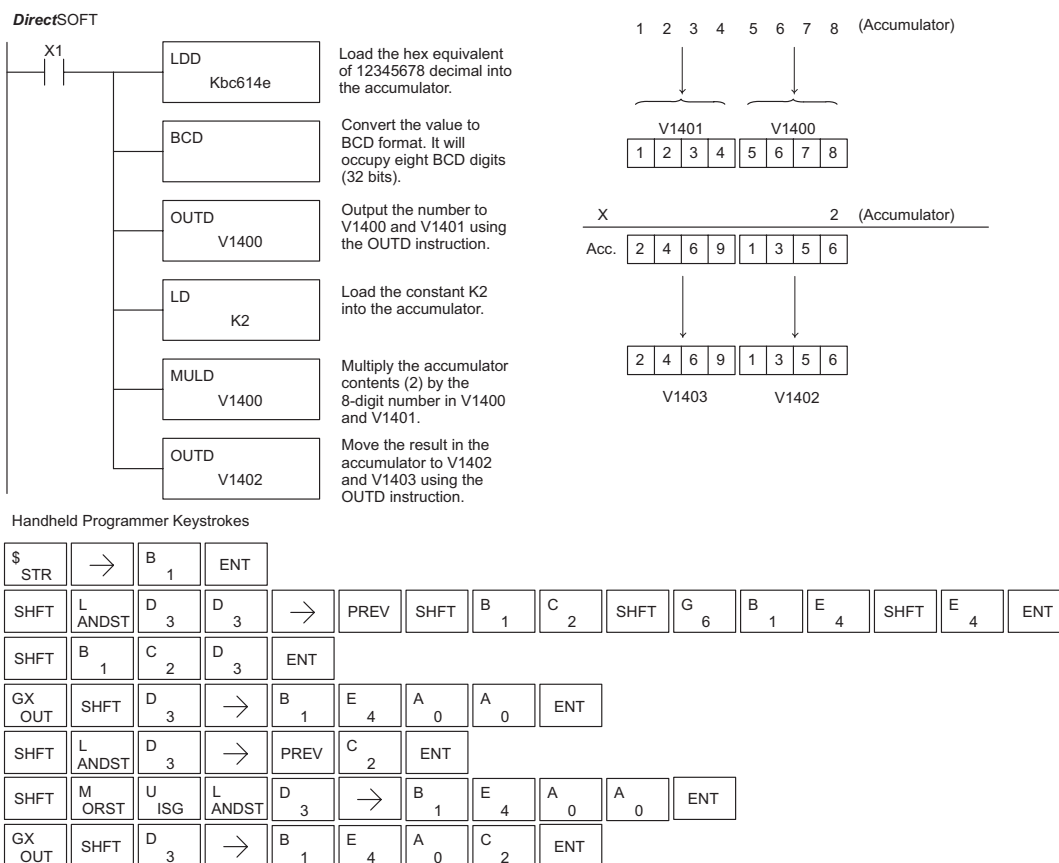 DirectSOFT
X1
LDD
Kbc614e
Load the hex equivalent
of 12345678 decimal into
the accumulator.
BCD
Convert the value to
BCD format. It will
occupy eight BCD digits
(32 bits).
OUTD
V1400
Output the number to
V1400 and V1401 using
the OUTD instruction.
LD
K2
Load the constant K2
into the accumulator.
MULD
V1400
Multiply the accumulator
contents (2) by the
8-digit number in V1400
and V1401.
OUTD
V1402
Move the result in the
accumulator to V1402
and V1403 using the
OUTD instruction.
1 2 3 4 5 6 7 8 (Accumulator)
V1401 V1400
1 2 3 4 5 6 7 8
X 2 (Accumulator)
Acc. 2 4 6 9 1 3 5 6
2 4 6 9 1 3 5 6
V1403 V1402
Handheld Programmer Keystrokes
$ STR → B 1 ENT
SHFT L ANDST D 3 D 3 → PREV SHFT B 1 C 2 SHFT G 6 B 1 E 4 SHFT E 4 ENT
SHFT B 1 C 2 D 3 ENT
GX OUT SHFT D 3 → B 1 E 4 A 0 A 0 ENT
SHFT L ANDST D 3 → PREV C 2 ENT
SHFT M ORST U ISG L ANDST D 3 → B 1 E 4 A 0 A 0 ENT
GX OUT SHFT D 3 → B 1 E 4 A 0 C 2 ENT